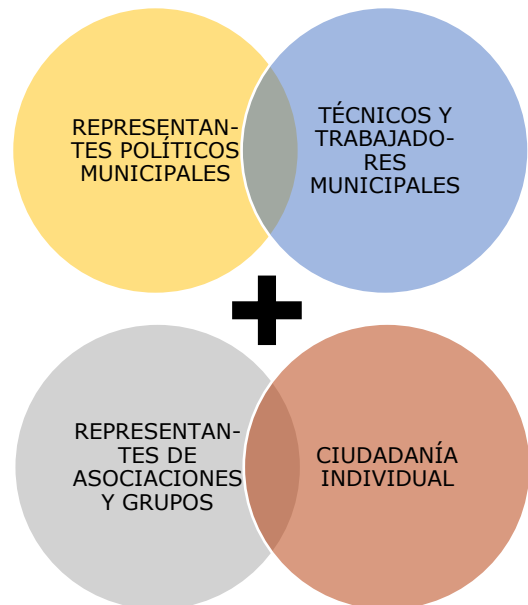 REPRESENTAN-
TES POLÍTICOS
MUNICIPALES
TÉCNICOS Y
TRABAJADO-
RES
MUNICIPALES
REPRESENTAN-
TES DE
ASOCIACIONES
Y GRUPOS
CIUDADANÍA
INDIVIDUAL